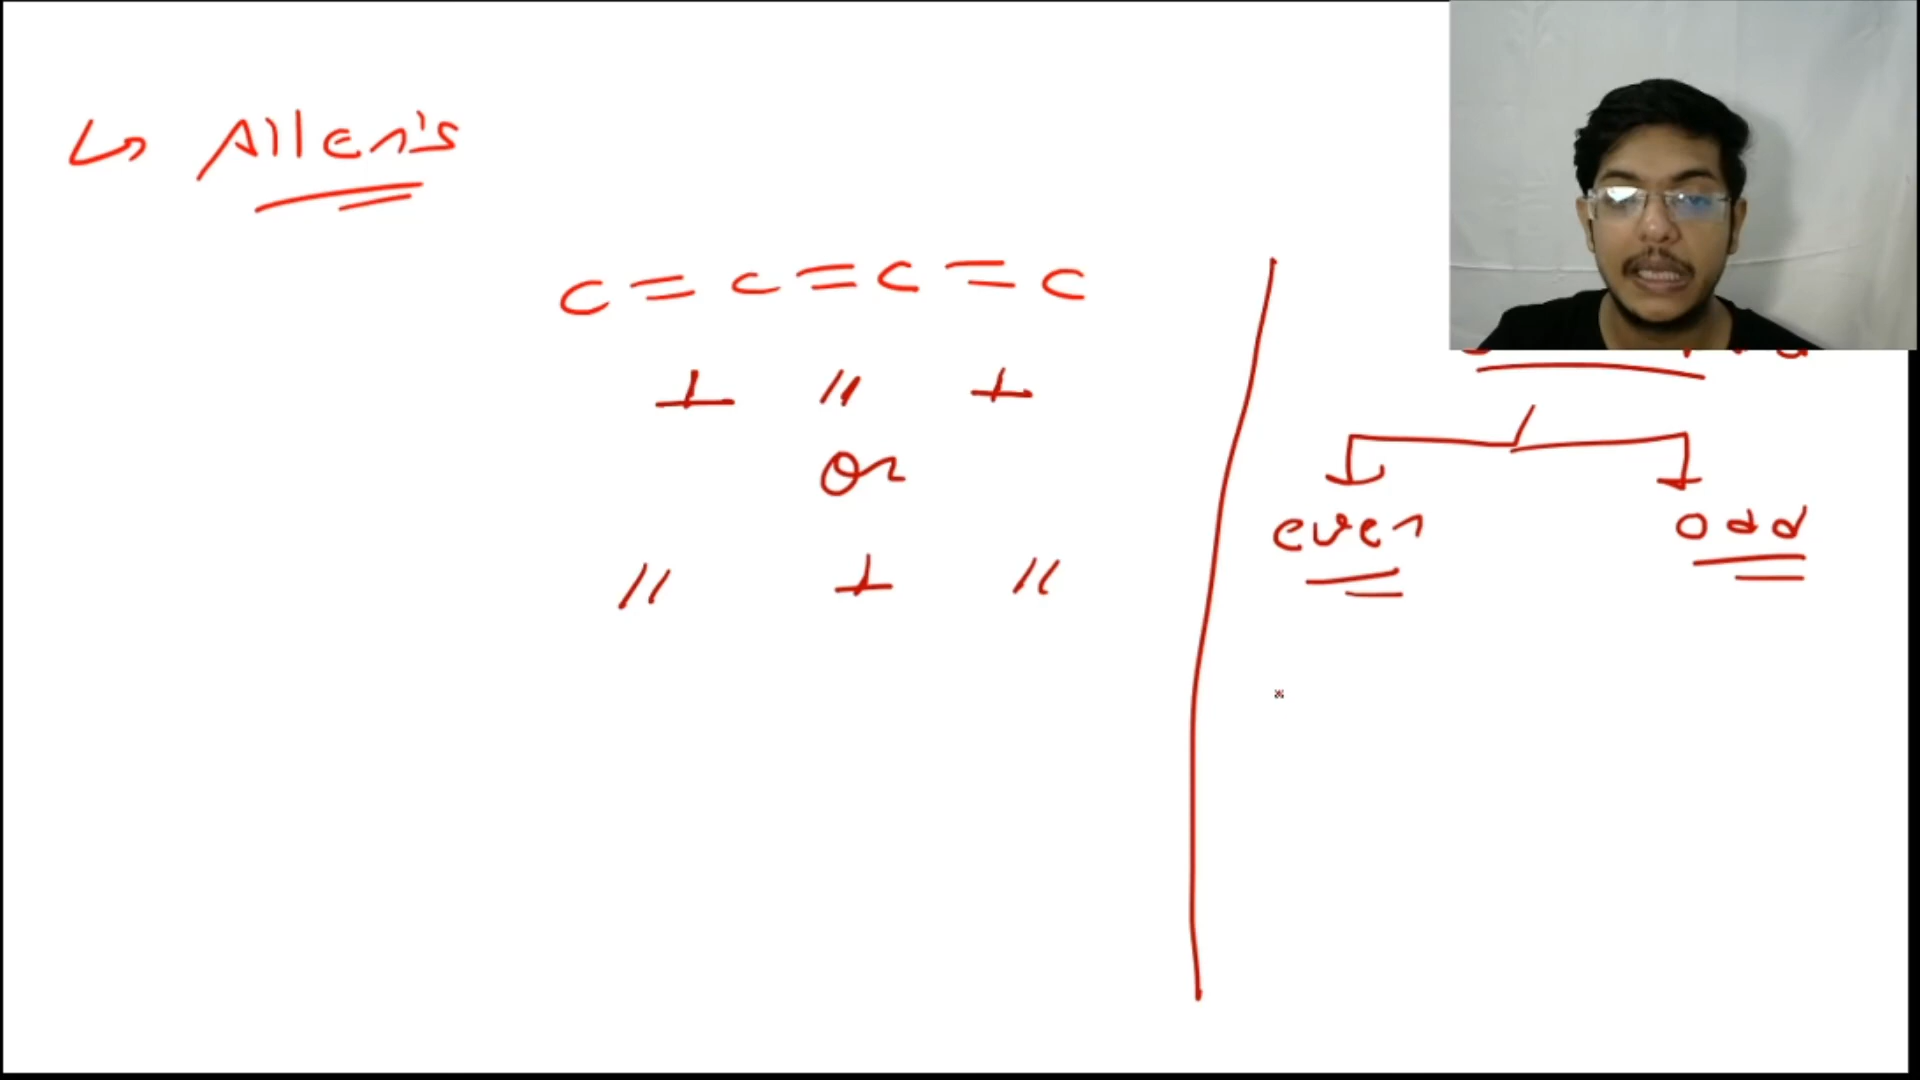 ↳ Allen's
C = C = C = C
⊥ // ⊥
or
// ⊥ //
even odd